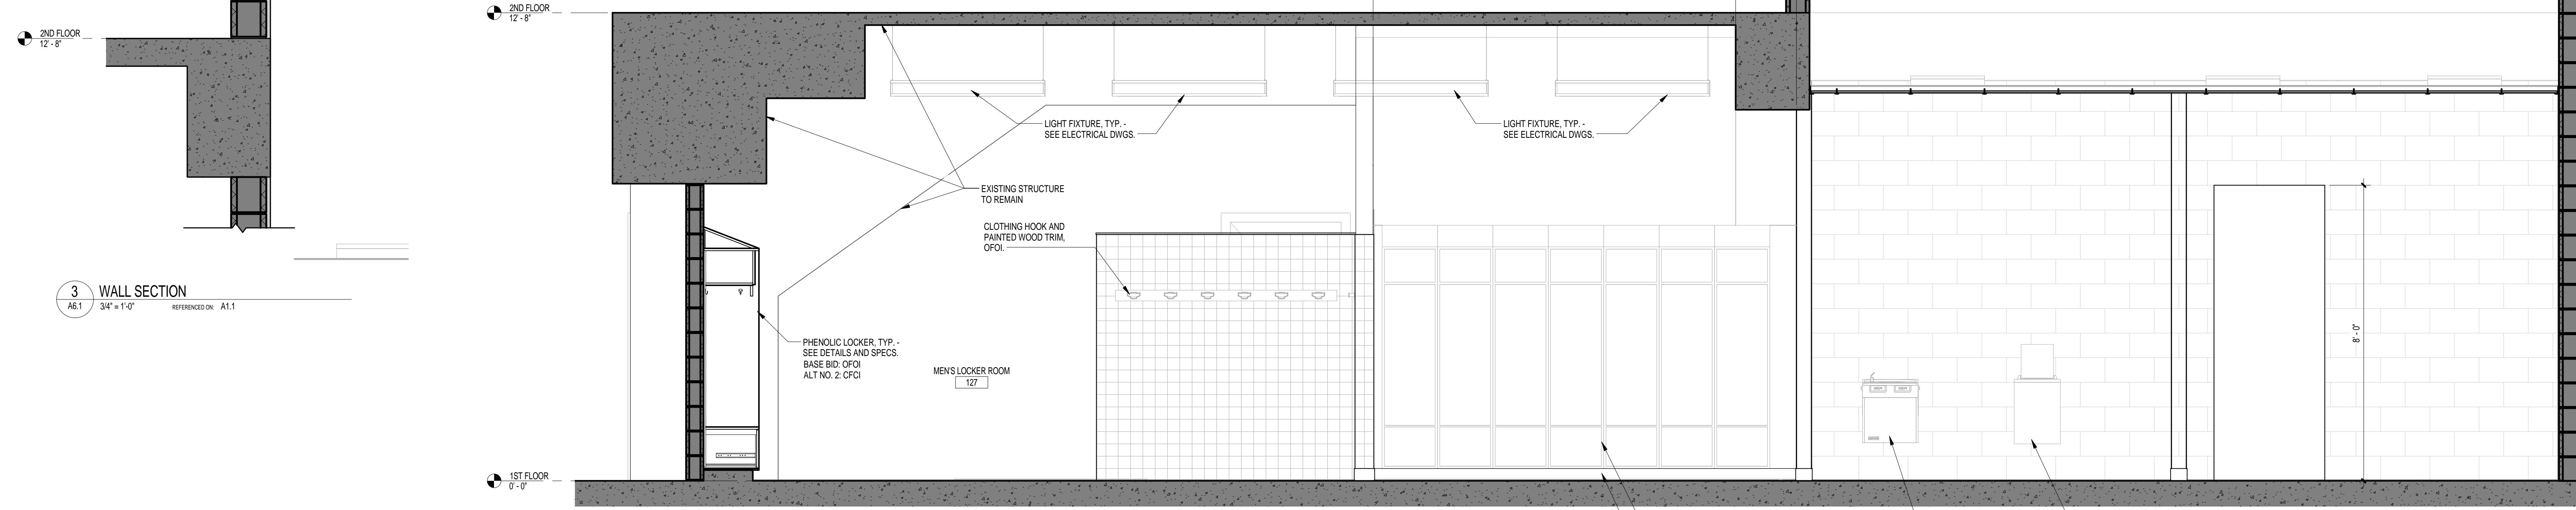 2ND FLOOR
12' - 8"
3
A6.1
WALL SECTION
3/4" = 1'-0"
REFERENCED ON: A1.1
2ND FLOOR
12' - 8"
LIGHT FIXTURE, TYP. -
SEE ELECTRICAL DWGS.
LIGHT FIXTURE, TYP. -
SEE ELECTRICAL DWGS.
EXISTING STRUCTURE
TO REMAIN
CLOTHING HOOK AND
PAINTED WOOD TRIM,
OFOI.
PHENOLIC LOCKER, TYP. -
SEE DETAILS AND SPECS.
BASE BID: OFOI
ALT NO. 2: CFCI
MEN'S LOCKER ROOM
127
8' - 0"
1ST FLOOR
0' - 0"